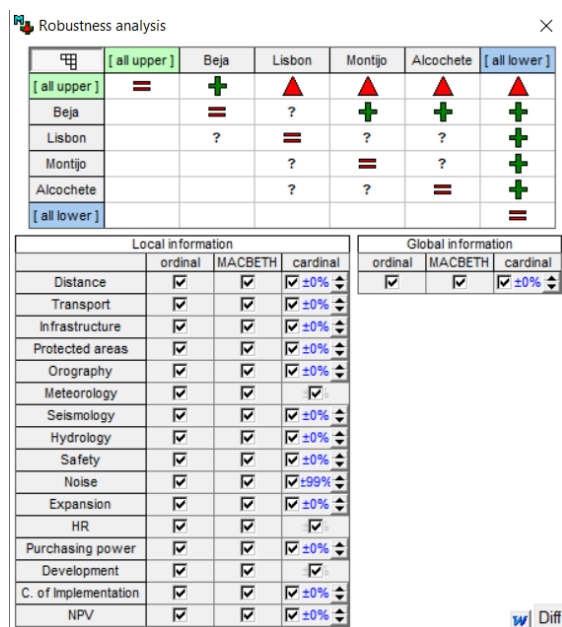 Robustness analysis
[ all upper ] Beja Lisbon Montijo Alcochete [ all lower ]
[ all upper ] = +
Beja = ? + + +
Lisbon ? = ? ? +
Montijo ? = ? +
Alcochete ? ? = +
[ all lower ] =
Local information
ordinal MACBETH cardinal
Distance ±0%
Transport ±0%
Infrastructure ±0%
Protected areas ±0%
Orography ±0%
Meteorology
Seismology ±0%
Hydrology ±0%
Safety ±0%
Noise ±99%
Expansion ±0%
HR
Purchasing power ±0%
Development
C. of Implementation ±0%
NPV ±0%
Global information
ordinal MACBETH cardinal
±0%
Diff